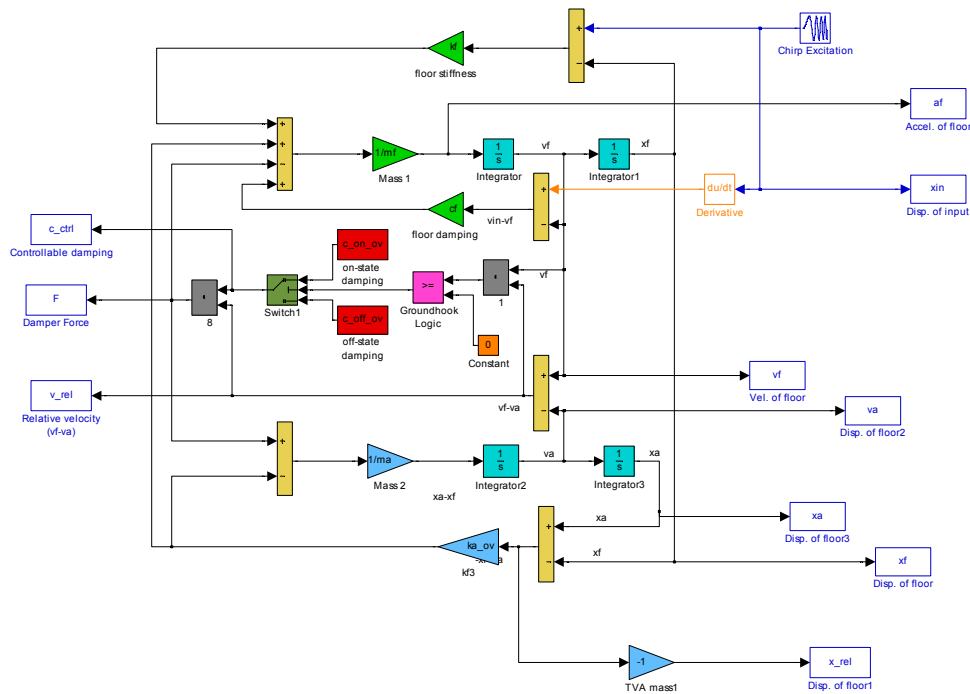 Chirp Excitation
kf
floor stiffness
+
−
af
Accel. of floor
+
+
−
+
1/mf
Mass 1
1
s
Integrator
vf
1
s
Integrator1
xf
du/dt
Derivative
xin
Disp. of input
+
−
cf
floor damping
vin-vf
c_ctrl
Controllable damping
c_on_ov
on-state
damping
F
Damper Force
8
Switch1
>=
Groundhook
Logic
1
vf
c_off_ov
off-state
damping
0
Constant
v_rel
Relative velocity
(vf-va)
+
−
vf-va
vf
Vel. of floor
va
Disp. of floor2
+
−
1/ma
Mass 2
1
s
Integrator2
va
1
s
Integrator3
xa
xa-xf
xa
Disp. of floor3
ka_ov
kf3
+
−
xa
xf
xf
Disp. of floor
-1
TVA mass1
x_rel
Disp. of floor1